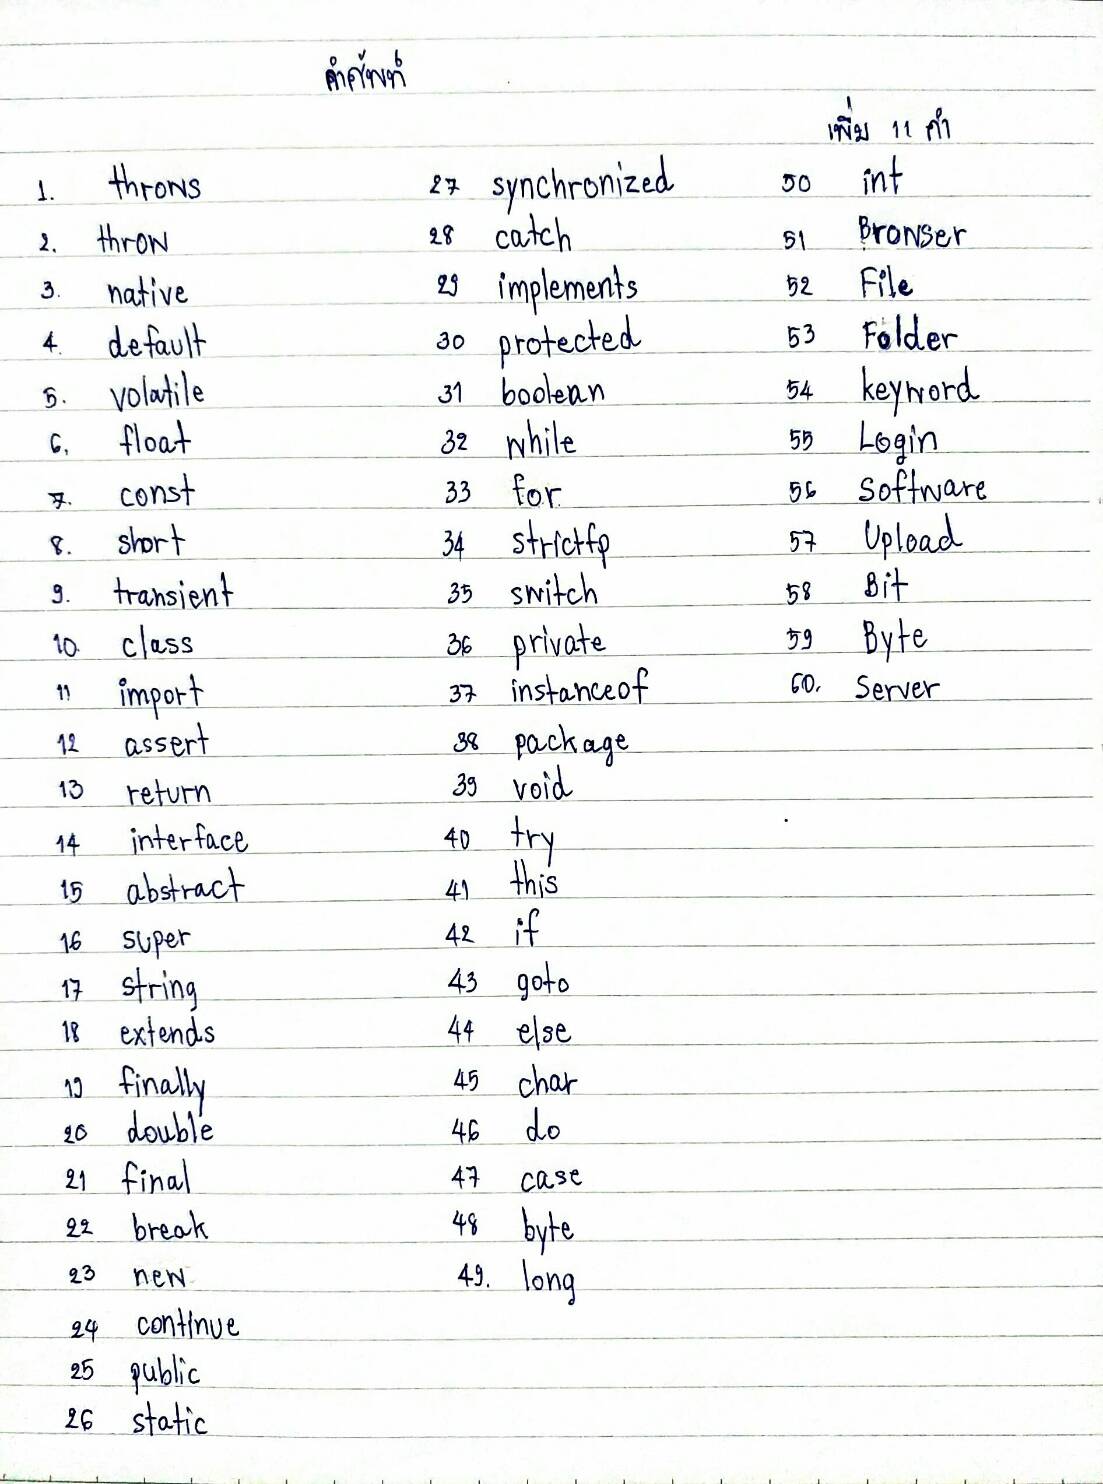 คำศัพท์
เพิ่ม 11 คำ
1. throws
2. throw
3. native
4. default
5. volatile
6. float
7. const
8. short
9. transient
10. class
11 import
12 assert
13 return
14 interface
15 abstract
16 super
17 string
18 extends
19 finally
20 double
21 final
22 break
23 new
24 continue
25 public
26 static
27 synchronized
28 catch
29 implements
30 protected
31 boolean
32 while
33 for
34 strictfp
35 switch
36 private
37 instanceof
38 package
39 void
40 try
41 this
42 if
43 goto
44 else
45 char
46 do
47 case
48 byte
49. long
50 int
51 Browser
52 File
53 Folder
54 keyword
55 Login
56 Software
57 Upload
58 Bit
59 Byte
60. Server